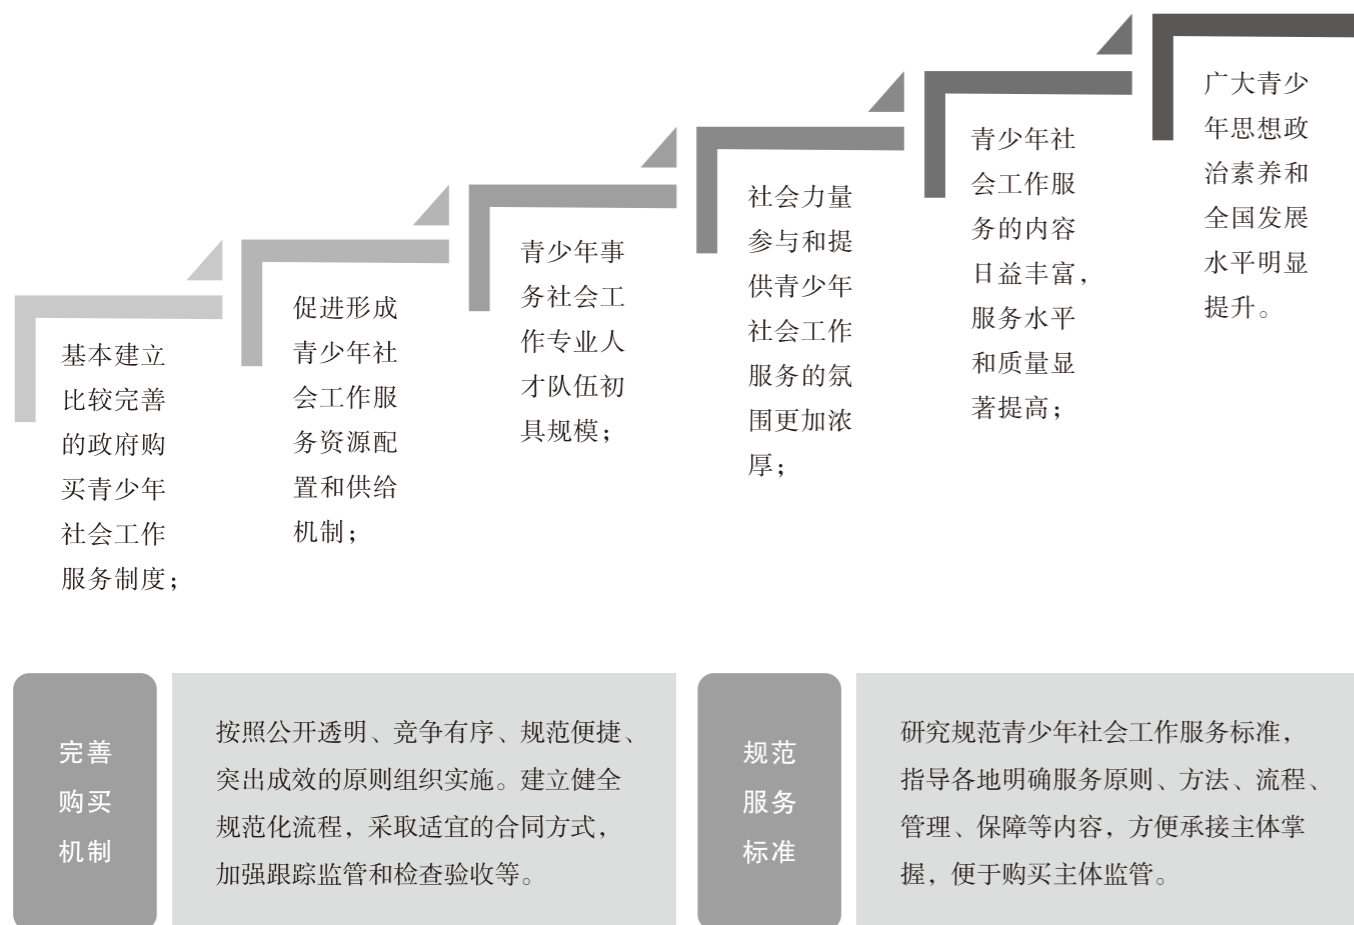 基本建立
比较完善
的政府购
买青少年
社会工作
服务制度；
促进形成
青少年社
会工作服
务资源配
置和供给
机制；
青少年事
务社会工
作专业人
才队伍初
具规模；
社会力量
参与和提
供青少年
社会工作
服务的氛
围更加浓
厚；
青少年社
会工作服
务的内容
日益丰富，
服务水平
和质量显
著提高；
广大青少
年思想政
治素养和
全国发展
水平明显
提升。
完善
购买
机制
按照公开透明、竞争有序、规范便捷、
突出成效的原则组织实施。建立健全
规范化流程，采取适宜的合同方式，
加强跟踪监管和检查验收等。
规范
服务
标准
研究规范青少年社会工作服务标准，
指导各地明确服务原则、方法、流程、
管理、保障等内容，方便承接主体掌
握，便于购买主体监管。